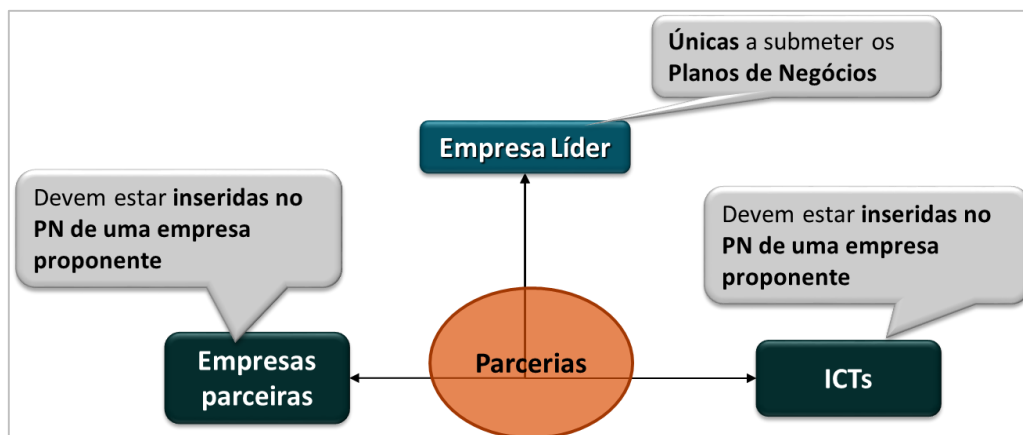 Únicas a submeter os
Planos de Negócios
Empresa Líder
Devem estar inseridas no
PN de uma empresa
proponente
Devem estar inseridas no
PN de uma empresa
proponente
Empresas
parceiras
Parcerias
ICTs